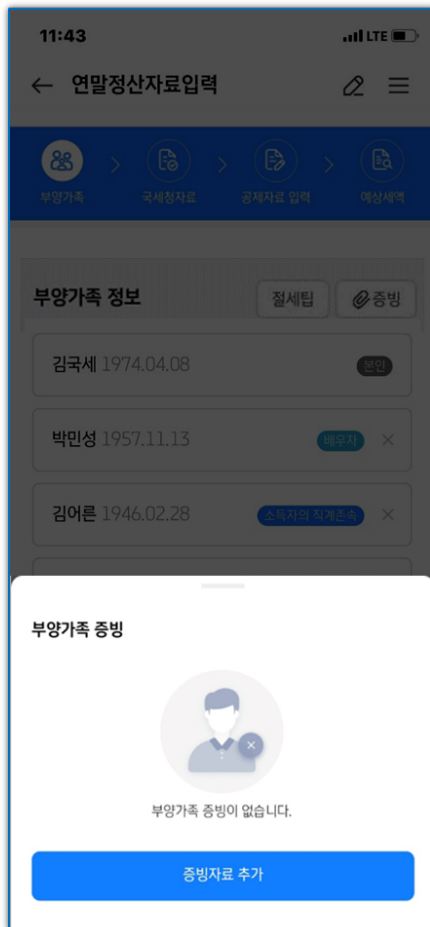 11:43 LTE
연말정산자료입력
부양가족 > 국세청자료 > 공제자료 입력 > 예상세액
부양가족 정보 절세팁 증빙
김국세 1974.04.08 본인
박민성 1957.11.13 배우자
김어른 1946.02.28 소득자의 직계존속
부양가족 증빙
부양가족 증빙이 없습니다.
증빙자료 추가